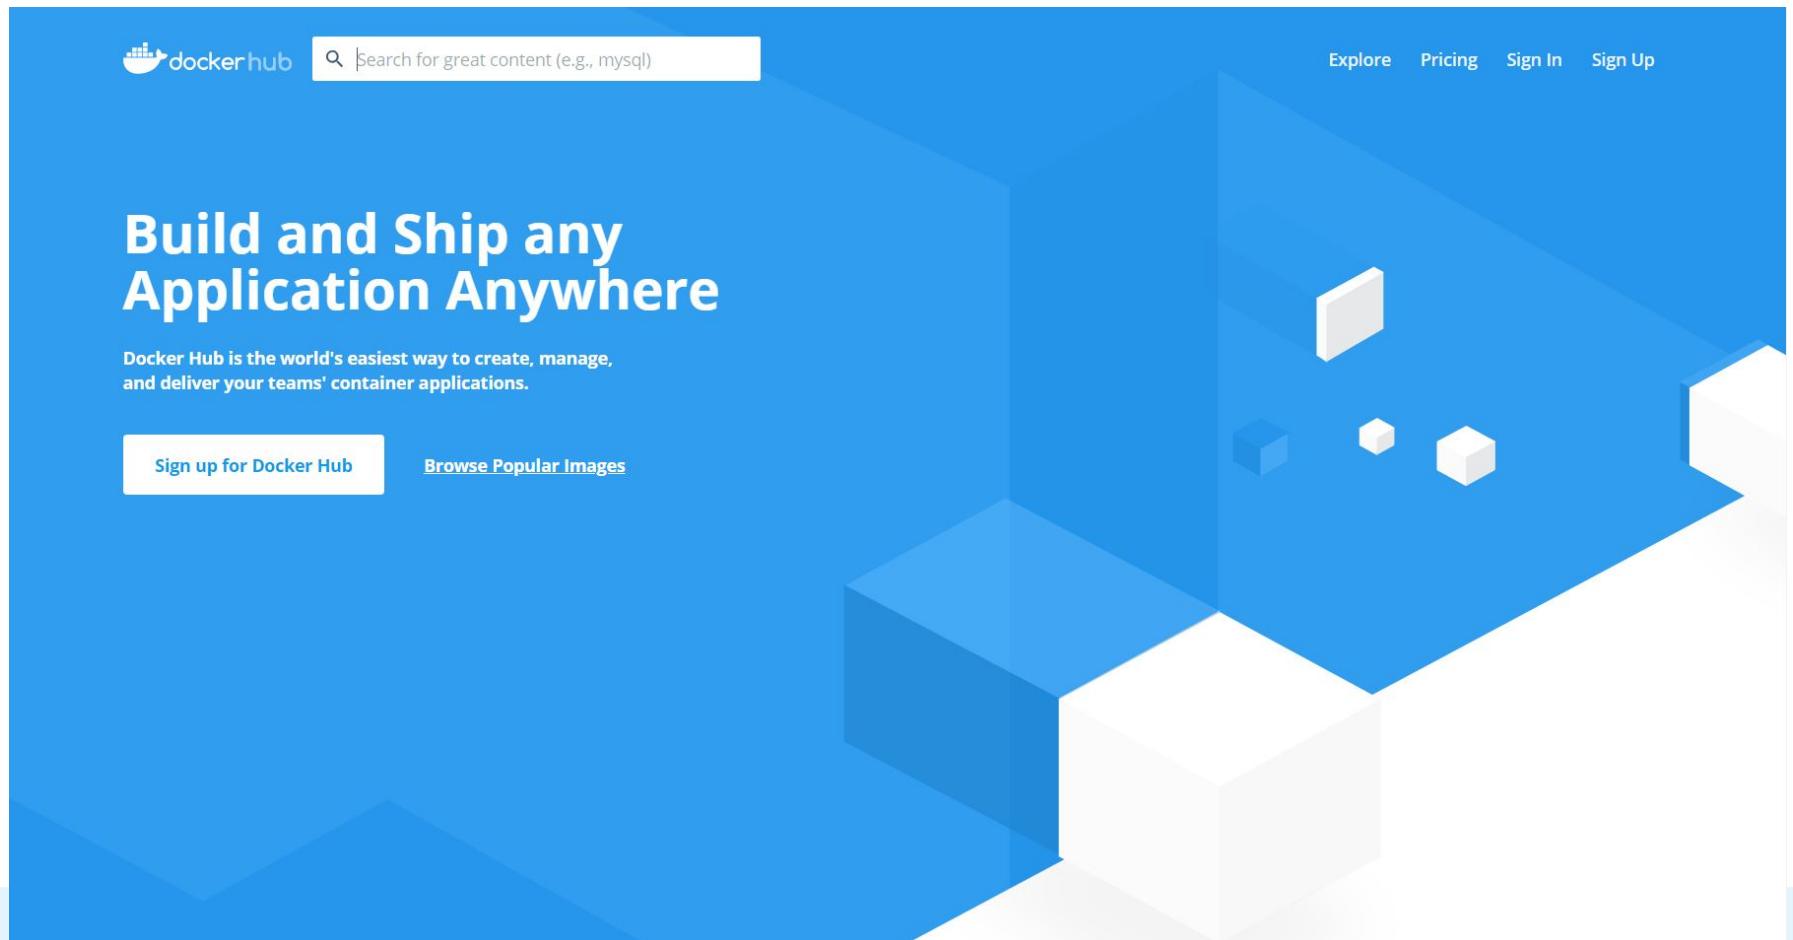 dockerhub
Search for great content (e.g., mysql)
Explore Pricing Sign In Sign Up
Build and Ship any
Application Anywhere
Docker Hub is the world's easiest way to create, manage,
and deliver your teams' container applications.
Sign up for Docker Hub
Browse Popular Images